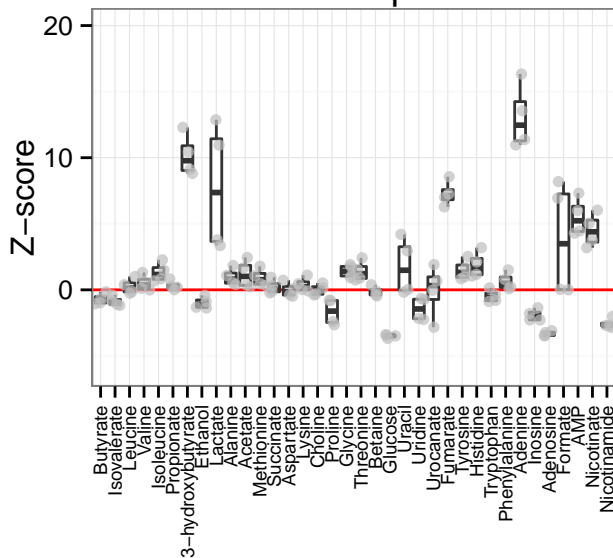 20
10
0
Z−score
Butyrate
Isovalerate
Leucine
Valine
Isoleucine
Propionate
3−hydroxybutyrate
Ethanol
Lactate
Alanine
Acetate
Methionine
Succinate
Aspartate
Lysine
Choline
Proline
Glycine
Threonine
Betaine
Glucose
Uracil
Uridine
Urocanate
Fumarate
Tyrosine
Histidine
Tryptophan
Phenylalanine
Adenine
Inosine
Adenosine
Formate
AMP
Nicotinate
Nicotinamide